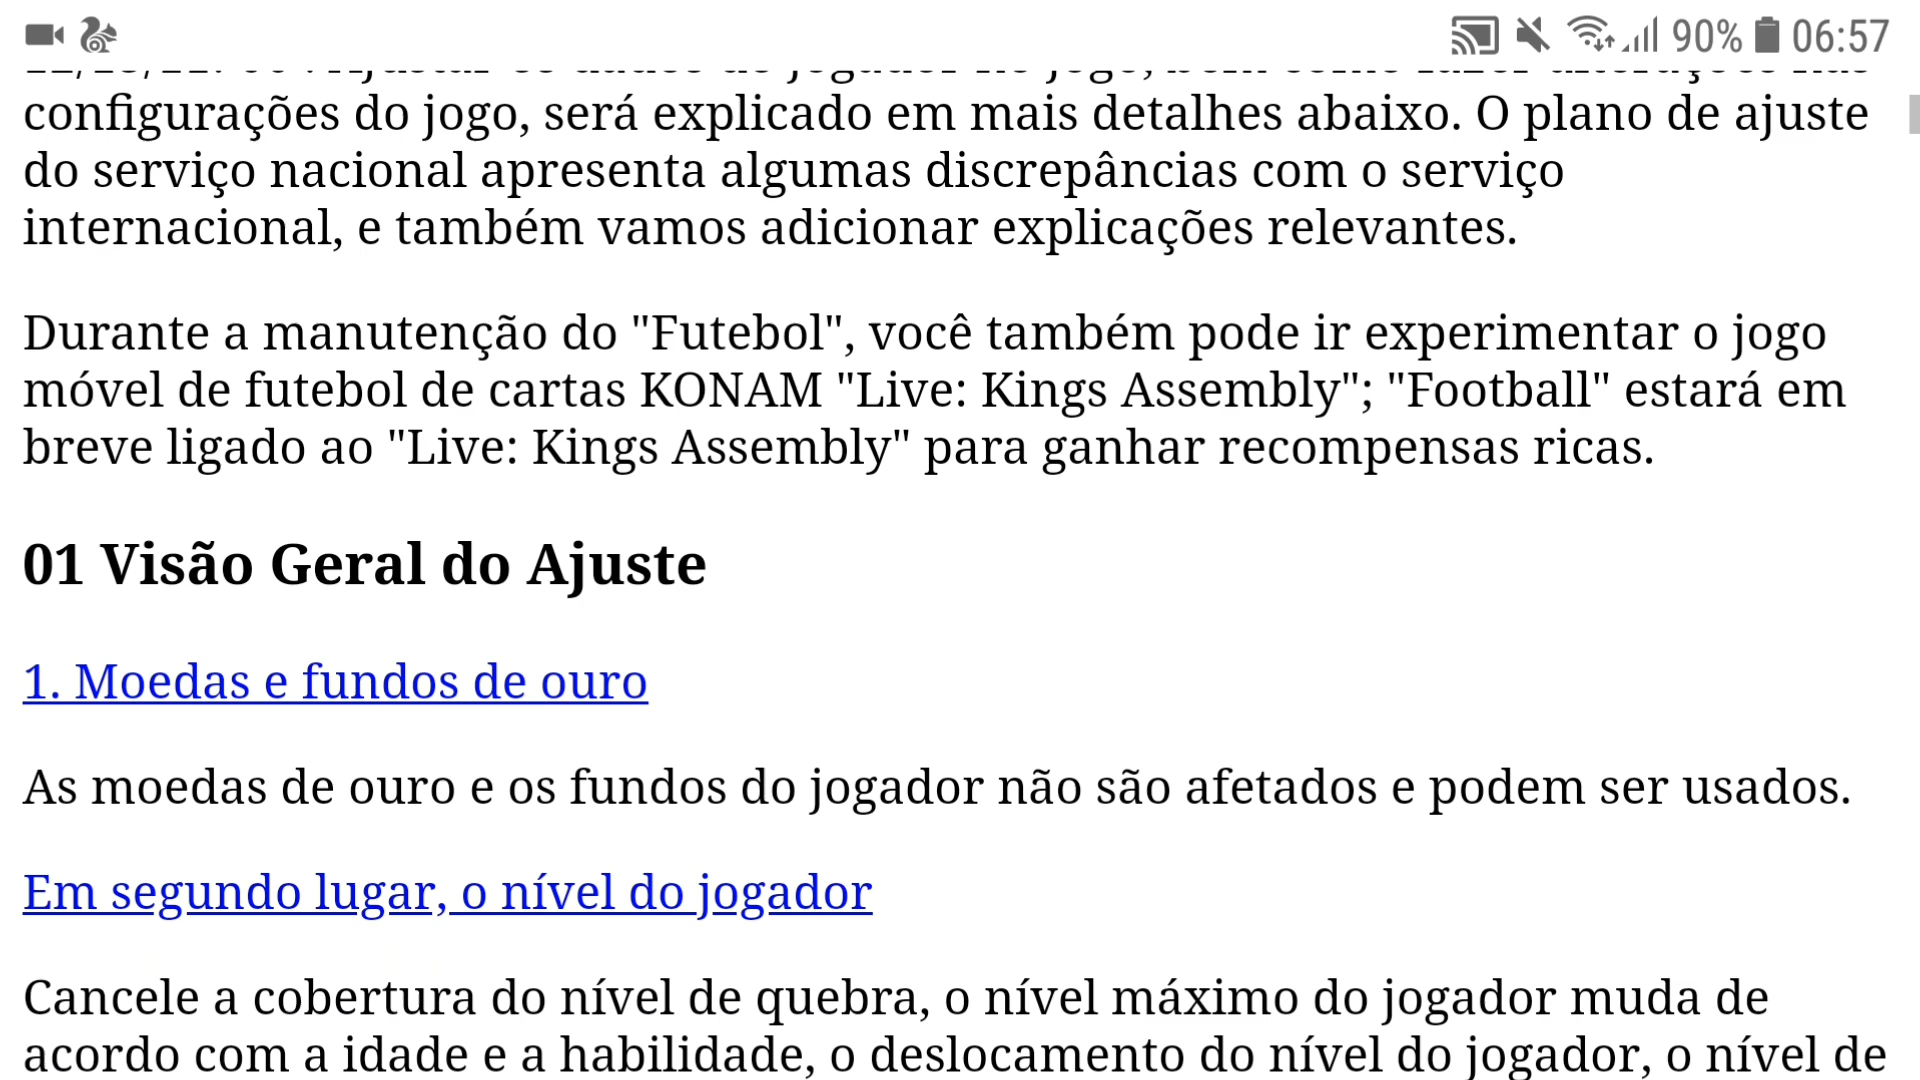 90% 06:57
configurações do jogo, será explicado em mais detalhes abaixo. O plano de ajuste
do serviço nacional apresenta algumas discrepâncias com o serviço
internacional, e também vamos adicionar explicações relevantes.
Durante a manutenção do "Futebol", você também pode ir experimentar o jogo
móvel de futebol de cartas KONAM "Live: Kings Assembly"; "Football" estará em
breve ligado ao "Live: Kings Assembly" para ganhar recompensas ricas.
01 Visão Geral do Ajuste
1. Moedas e fundos de ouro
As moedas de ouro e os fundos do jogador não são afetados e podem ser usados.
Em segundo lugar, o nível do jogador
Cancele a cobertura do nível de quebra, o nível máximo do jogador muda de
acordo com a idade e a habilidade, o deslocamento do nível do jogador, o nível de